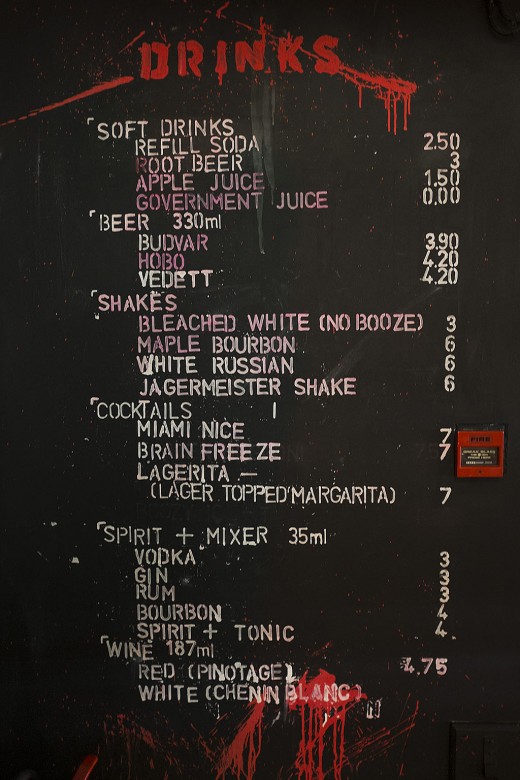 DRINKS
SOFT DRINKS
REFILL SODA 2.50
ROOT BEER 3
APPLE JUICE 1.50
GOVERNMENT JUICE 0.00
BEER 330ml
BUDVAR 3.90
HOBO 4.20
VEDETT 4.20
SHAKES
BLEACHED WHITE (NO BOOZE) 3
MAPLE BOURBON 6
WHITE RUSSIAN 6
JAGERMEISTER SHAKE 6
COCKTAILS
MIAMI NICE 7
BRAIN FREEZE 7
LAGERITA —
(LAGER TOPPED MARGARITA) 7
FIRE
SPIRIT + MIXER 35ml
VODKA 3
GIN 3
RUM 3
BOURBON 4
SPIRIT + TONIC 4.
WINE 187ml
RED (PINOTAGE) 4.75
WHITE (CHENIN BLANC)